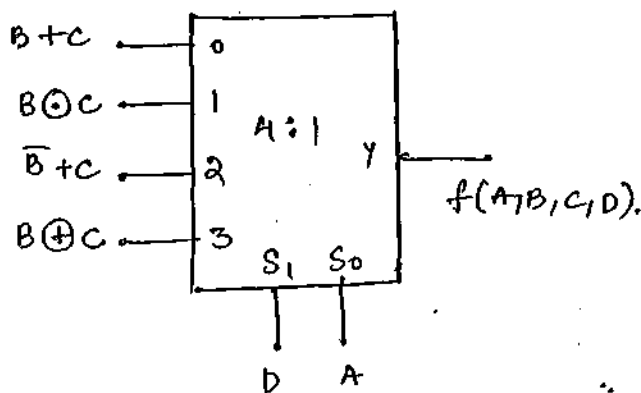 B+C 0
B⊙C 1
4:1
Y
B̅+C 2
f(A,B,C,D).
B⊕C 3
S1 S0
D A